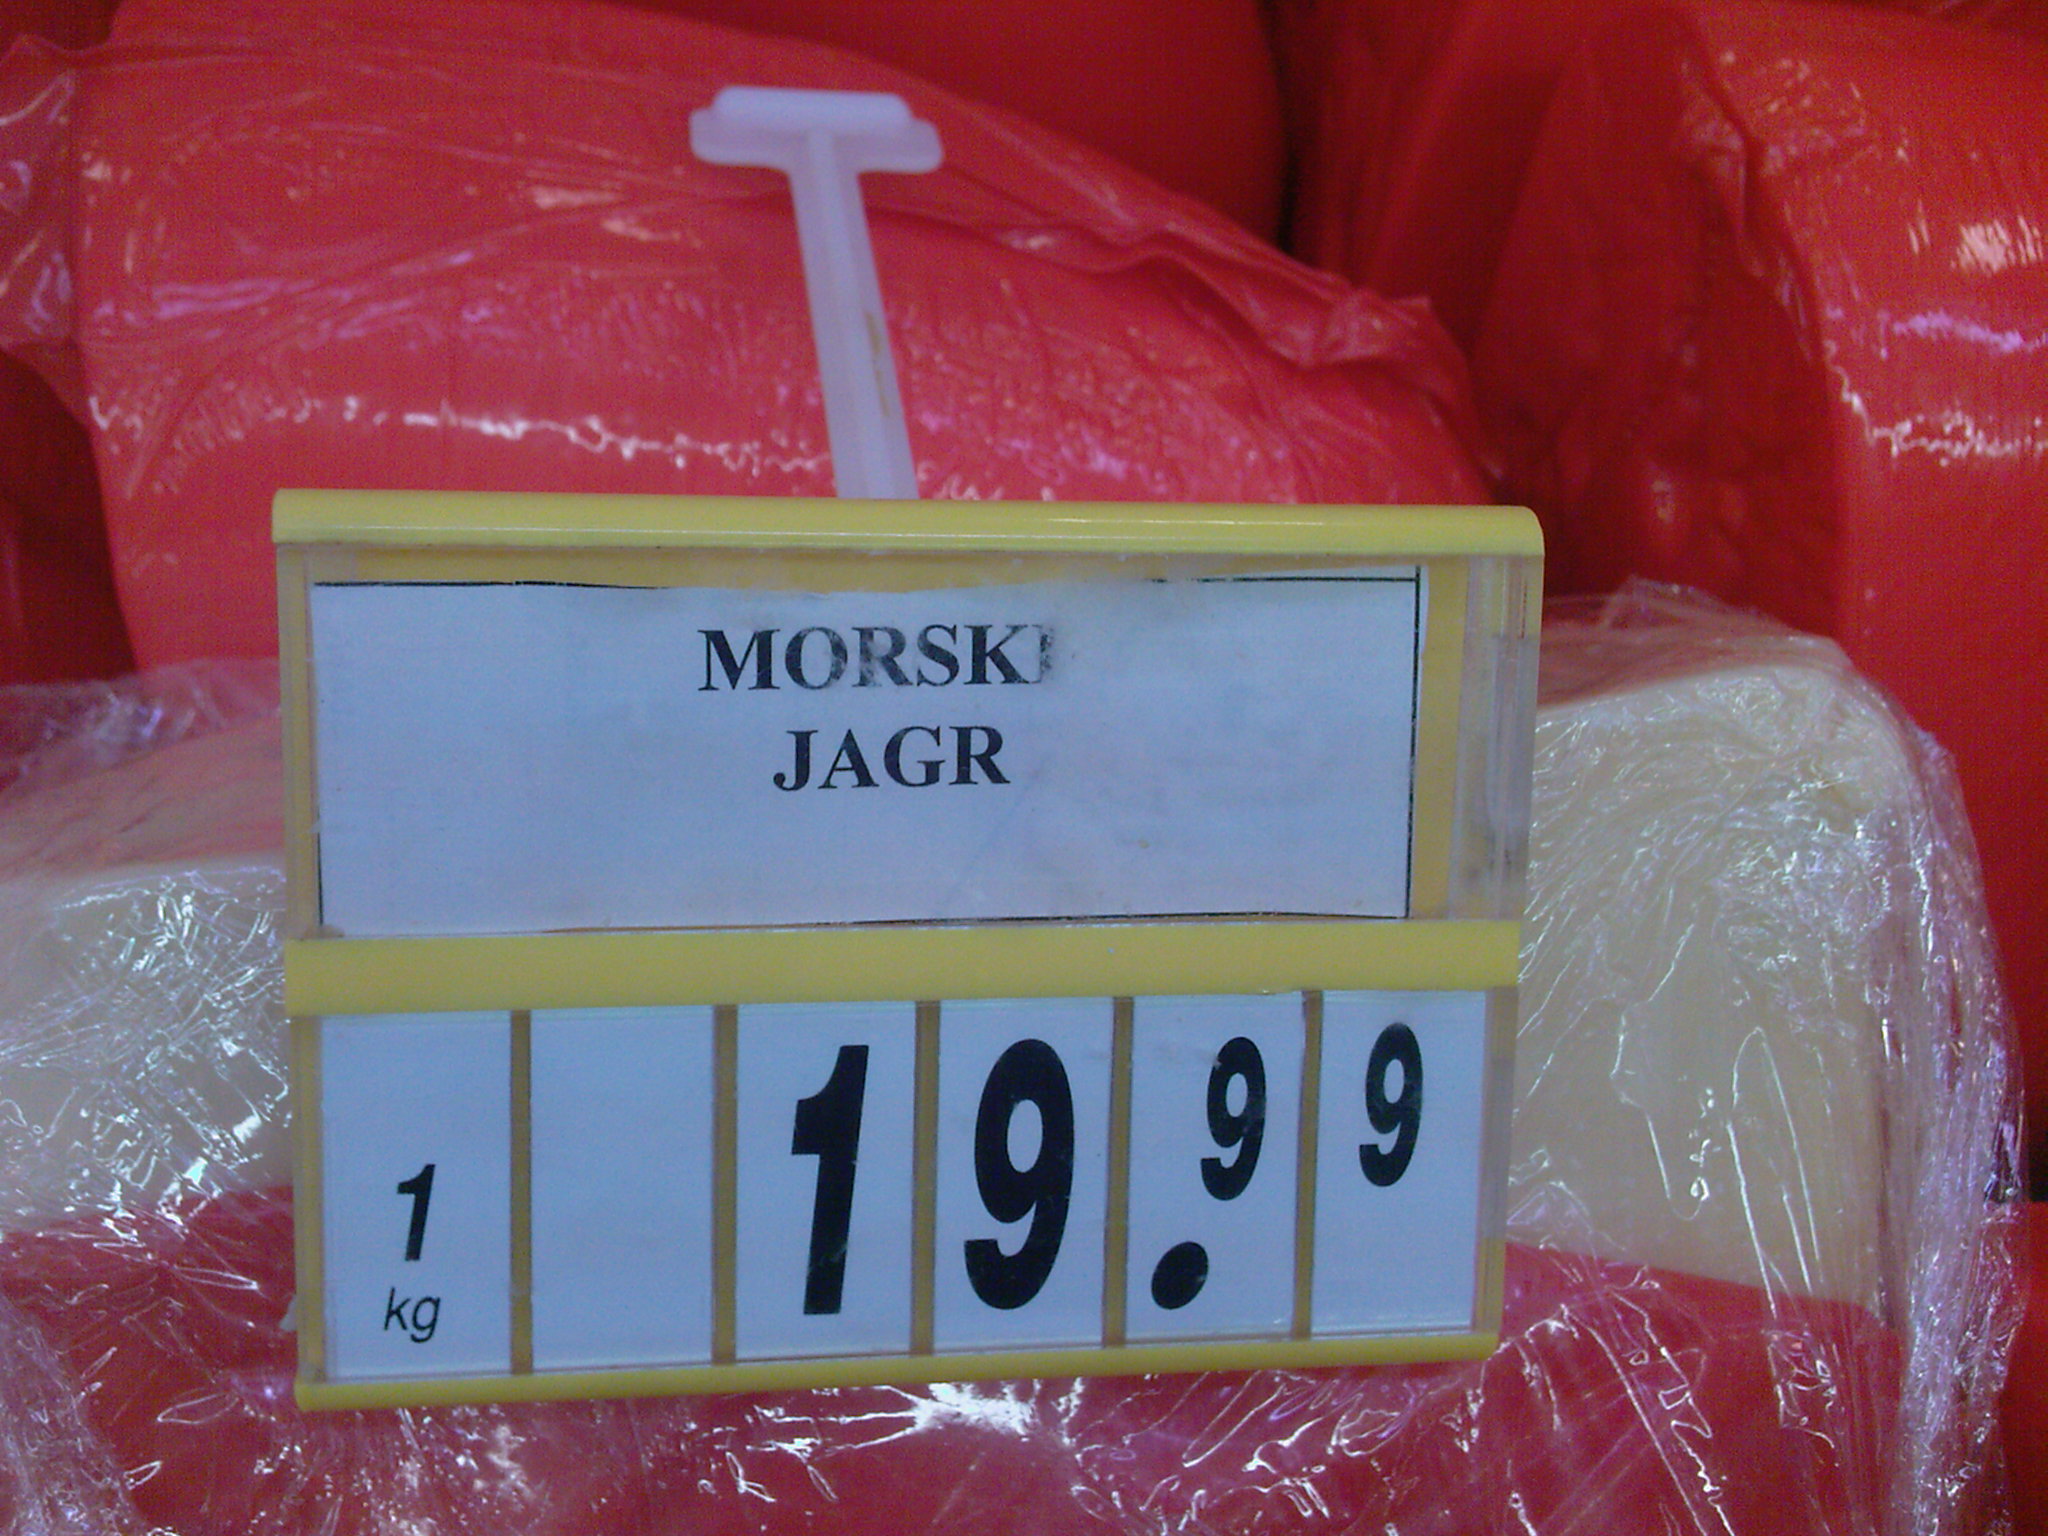 MORSKI
JAGR
1 19.99
kg